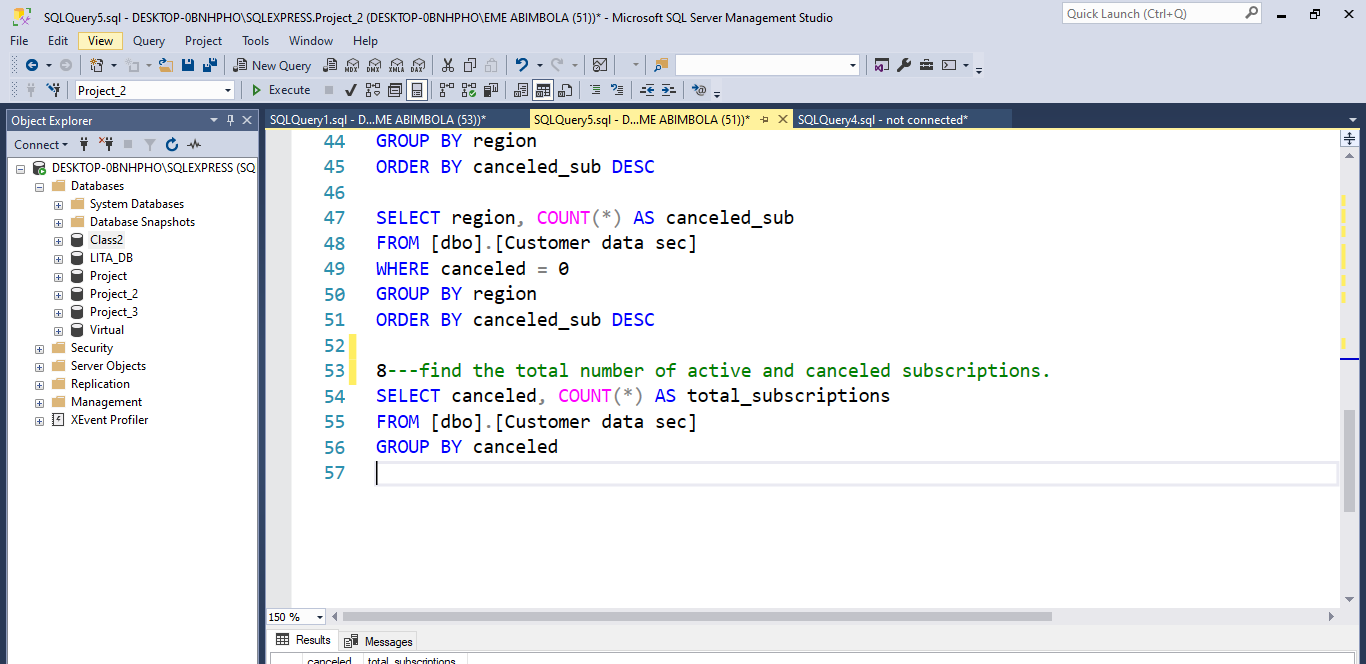 SQLQuery5.sql - DESKTOP-0BNHPHO\SQLEXPRESS.Project_2 (DESKTOP-0BNHPHO\EME ABIMBOLA (51))* - Microsoft SQL Server Management Studio
Quick Launch (Ctrl+Q)
File Edit View Query Project Tools Window Help
New Query MDX DMX XMLA DAX
Project_2 Execute
Object Explorer
Connect
DESKTOP-0BNHPHO\SQLEXPRESS (SQ
Databases
System Databases
Database Snapshots
Class2
LITA_DB
Project
Project_2
Project_3
Virtual
Security
Server Objects
Replication
Management
XEvent Profiler
SQLQuery1.sql - D...ME ABIMBOLA (53))* SQLQuery5.sql - D...ME ABIMBOLA (51))* SQLQuery4.sql - not connected*
44 GROUP BY region
45 ORDER BY canceled_sub DESC
46
47 SELECT region, COUNT(*) AS canceled_sub
48 FROM [dbo].[Customer data sec]
49 WHERE canceled = 0
50 GROUP BY region
51 ORDER BY canceled_sub DESC
52
53 8---find the total number of active and canceled subscriptions.
54 SELECT canceled, COUNT(*) AS total_subscriptions
55 FROM [dbo].[Customer data sec]
56 GROUP BY canceled
57
150 %
Results Messages
canceled total_subscriptions